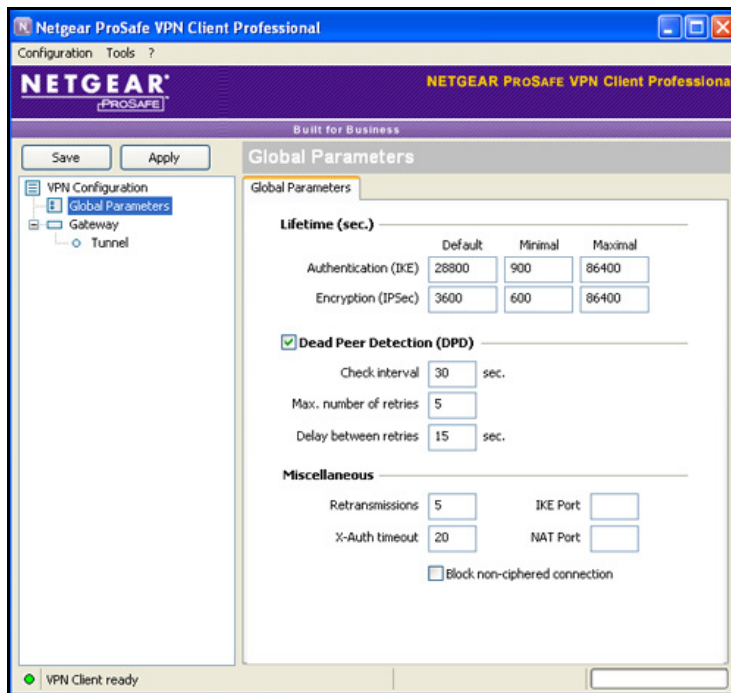 Netgear ProSafe VPN Client Professional
Configuration Tools ?
NETGEAR
PROSAFE
NETGEAR PROSAFE VPN Client Professiona
Built for Business
Save Apply
Global Parameters
VPN Configuration
Global Parameters
Gateway
Tunnel
Global Parameters
Lifetime (sec.)
Default Minimal Maximal
Authentication (IKE) 28800 900 86400
Encryption (IPSec) 3600 600 86400
Dead Peer Detection (DPD)
Check interval 30 sec.
Max. number of retries 5
Delay between retries 15 sec.
Miscellaneous
Retransmissions 5 IKE Port
X-Auth timeout 20 NAT Port
Block non-ciphered connection
VPN Client ready